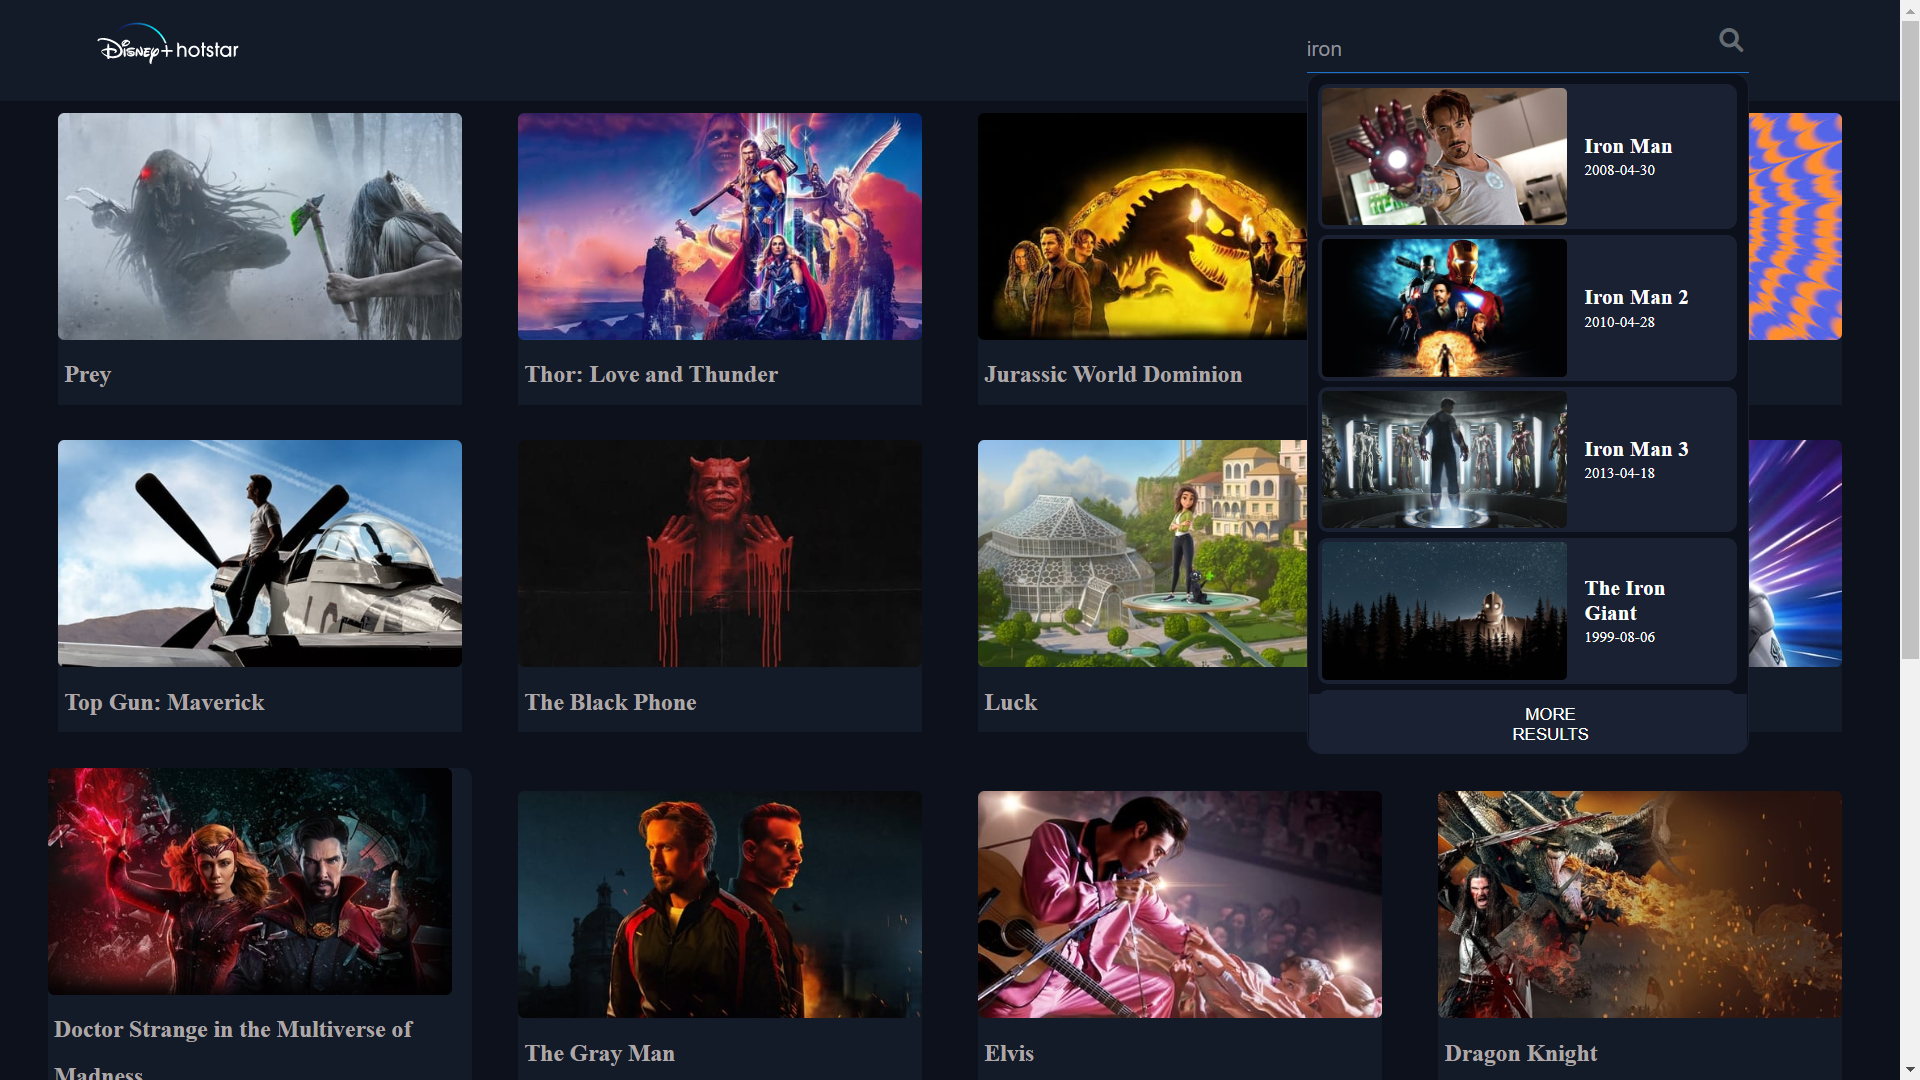 Disney+ hotstar
iron
Iron Man
2008-04-30
Iron Man 2
2010-04-28
Iron Man 3
2013-04-18
The Iron
Giant
1999-08-06
MORE
RESULTS
Prey
Thor: Love and Thunder
Jurassic World Dominion
Top Gun: Maverick
The Black Phone
Luck
Doctor Strange in the Multiverse of
Madness
The Gray Man
Elvis
Dragon Knight